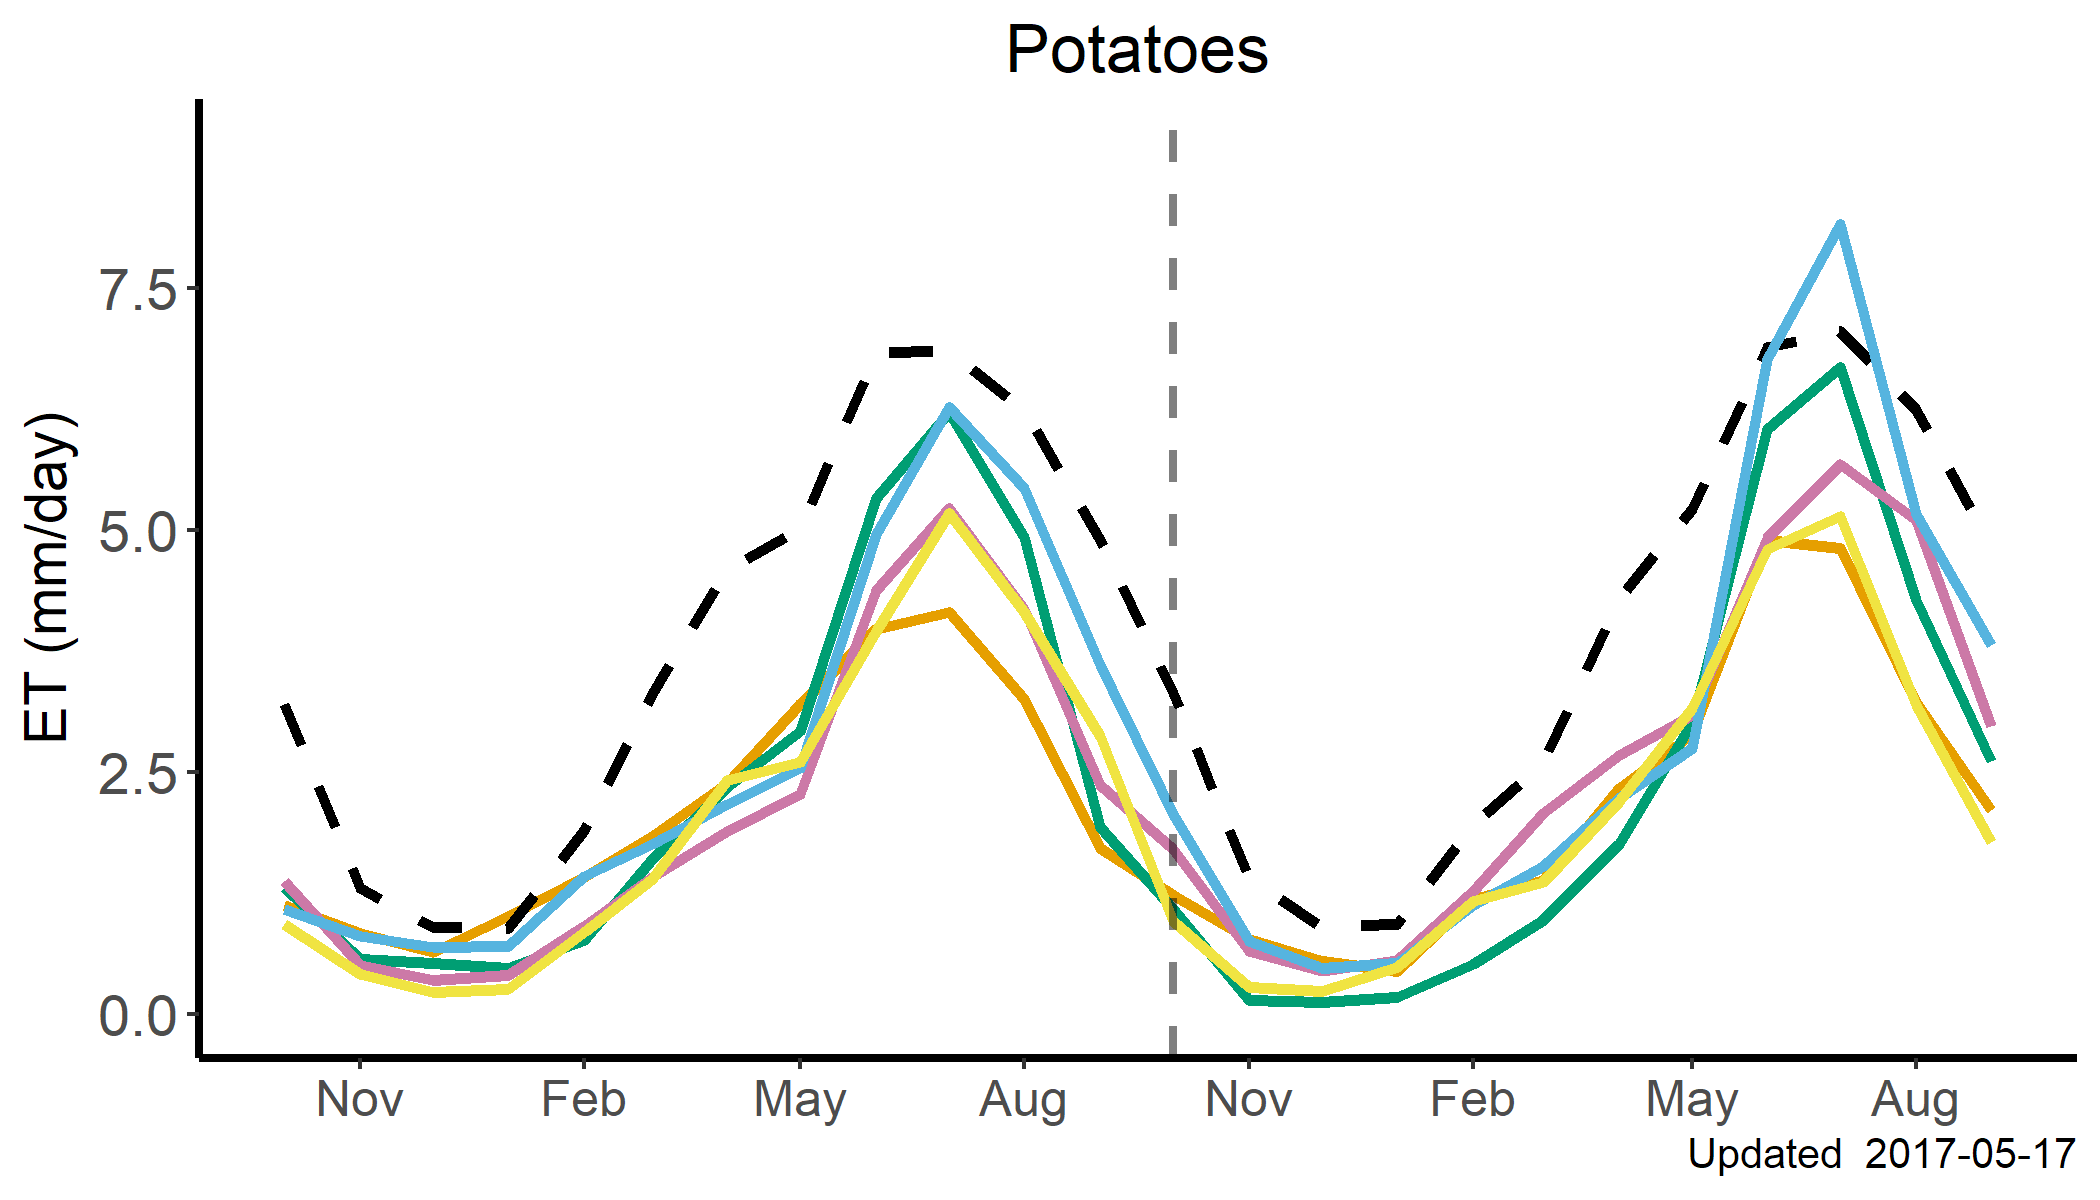 Potatoes
ET (mm/day)
7.5
5.0
2.5
0.0
Nov Feb May Aug Nov Feb May Aug
Updated 2017-05-17